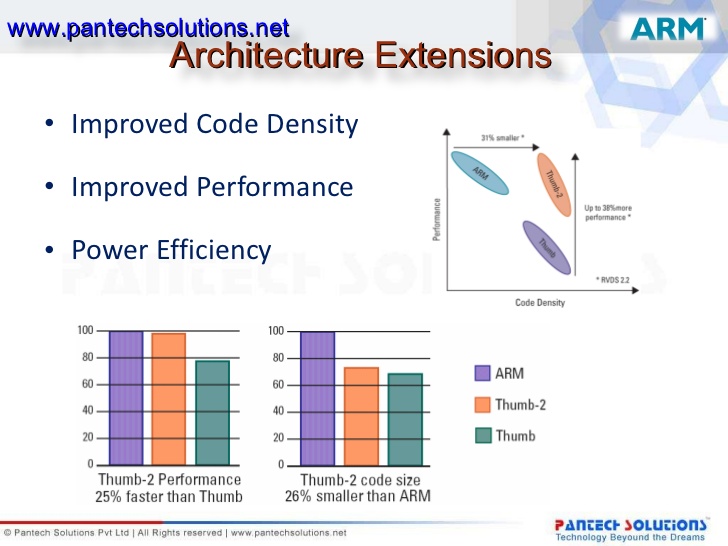 www.pantechsolutions.net
ARM
Architecture Extensions
• Improved Code Density
• Improved Performance
• Power Efficiency
PANTECH SOLUTIONS
31% smaller *
ARM
Thumb-2
Thumb
Up to 38%more
performance *
* RVDS 2.2
Performance
Code Density
100
80
60
40
20
0
Thumb-2 Performance
25% faster than Thumb
100
80
60
40
20
0
Thumb-2 code size
26% smaller than ARM
ARM
Thumb-2
Thumb
© Pantech Solutions Pvt Ltd | All Rights reserved | www.pantechsolutions.net
PANTECH SOLUTIONS
Technology Beyound the Dreams